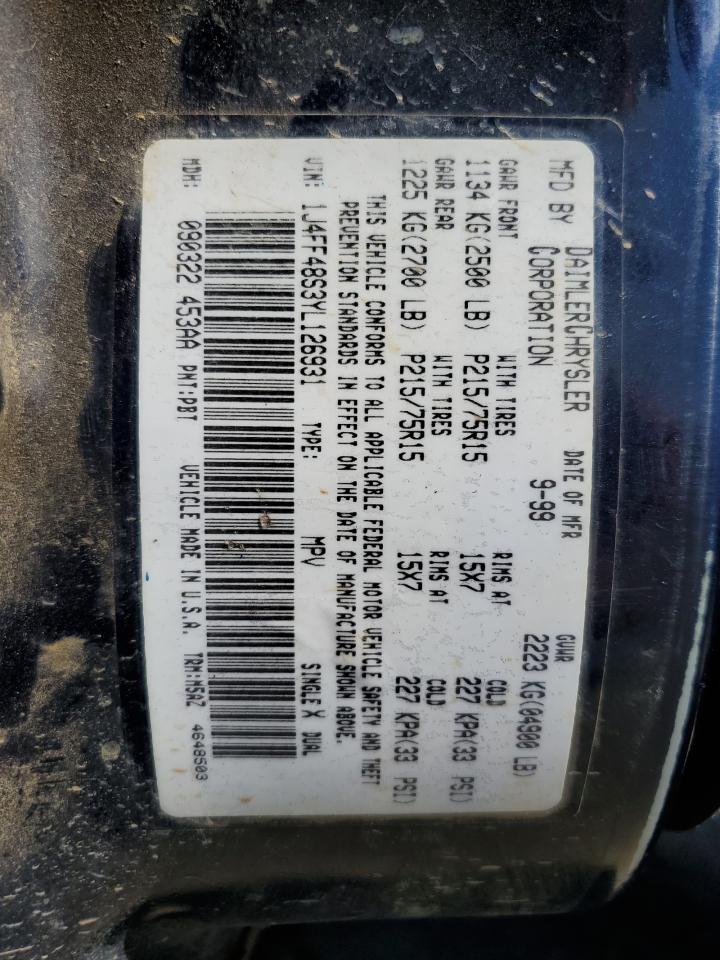 MFD BY DAIMLERCHRYSLER DATE OF MFR GVWR
CORPORATION 9-99 2223 KG(04900 LB)
GAWR FRONT WITH TIRES RIMS AT COLD
1134 KG(2500 LB) P215/75R15 15X7 227 KPA(33 PSI)
GAWR REAR WITH TIRES RIMS AT COLD
1225 KG(2700 LB) P215/75R15 15X7 227 KPA(33 PSI)
THIS VEHICLE CONFORMS TO ALL APPLICABLE FEDERAL MOTOR VEHICLE SAFETY AND THEFT
PREVENTION STANDARDS IN EFFECT ON THE DATE OF MANUFACTURE SHOWN ABOVE.
VIN: 1J4FF48S3YL126931 TYPE: MPV SINGLE X DUAL
MDH: 090322 453AA PNT:PBT VEHICLE MADE IN U.S.A. TRM:M5AZ 4648503